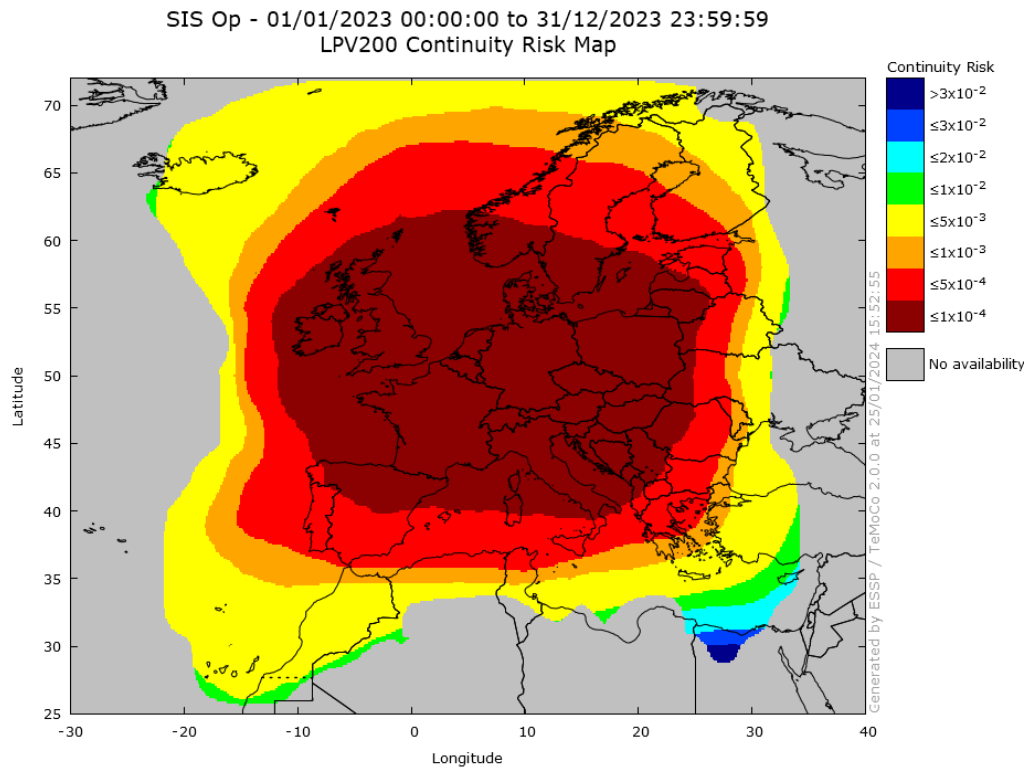 SIS Op - 01/01/2023 00:00:00 to 31/12/2023 23:59:59
LPV200 Continuity Risk Map
Continuity Risk
>3x10⁻²
≤3x10⁻²
≤2x10⁻²
≤1x10⁻²
≤5x10⁻³
≤1x10⁻³
≤5x10⁻⁴
≤1x10⁻⁴
No availability
Generated by ESSP / TeMoCo 2.0.0 at 25/01/2024 15:52:55
Latitude
70
65
60
55
50
45
40
35
30
25
-30 -20 -10 0 10 20 30 40
Longitude